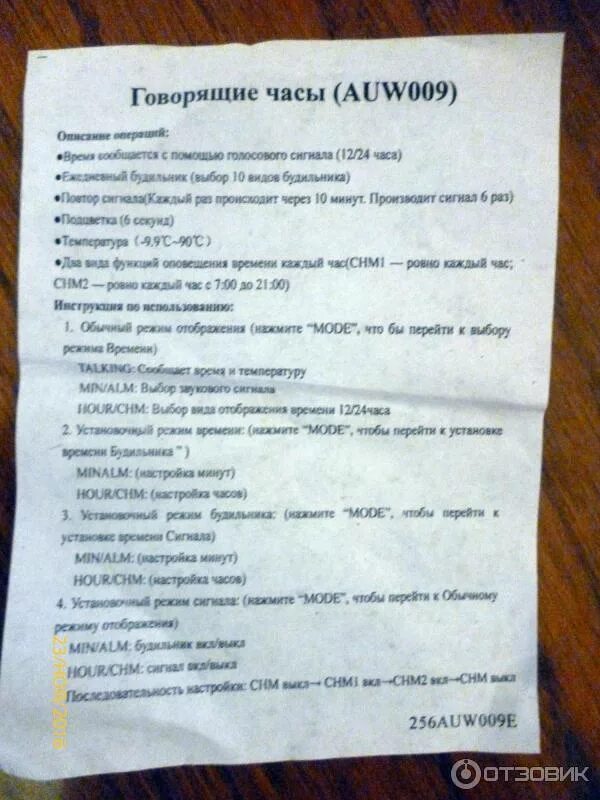 Говорящие часы (AUW009)
Описание операций:
●Время сообщается с помощью голосового сигнала (12/24 часа)
●Ежедневный будильник (выбор 10 видов будильника)
●Повтор сигнала(Каждый раз происходит через 10 минут. Производит сигнал 6 раз)
●Подцветка (6 секунд)
●Температура (-9.9℃~90℃)
●Два вида функций оповещения времени каждый час(CHM1 — ровно каждый час;
CHM2 — ровно каждый час с 7:00 до 21:00)
Инструкция по использованию:
1. Обычный режим отображения (нажмите “MODE”, что бы перейти к выбору
режима Времени)
TALKING: Сообщает время и температуру
MIN/ALM: Выбор звукового сигнала
HOUR/CHM: Выбор вида отображения времени 12/24часа
2. Установочный режим времени: (нажмите “MODE”, чтобы перейти к установке
времени Будильника ” )
MINALM: (настройка минут)
HOUR/CHM: (настройка часов)
3. Установочный режим будильника: (нажмите “MODE”, чтобы перейти к
установке времени Сигнала)
MIN/ALM: (настройка минут)
HOUR/CHM: (настройка часов)
4. Установочный режим сигнала: (нажмите “MODE”, чтобы перейти к Обычному
режиму отображения)
MIN/ALM: будильник вкл/выкл
HOUR/CHM: сигнал вкл/выкл
Последовательность настройки: CHM выкл→ CHM1 вкл→CHM2 вкл→CHM выкл
256AUW009E
ОТЗОВИК